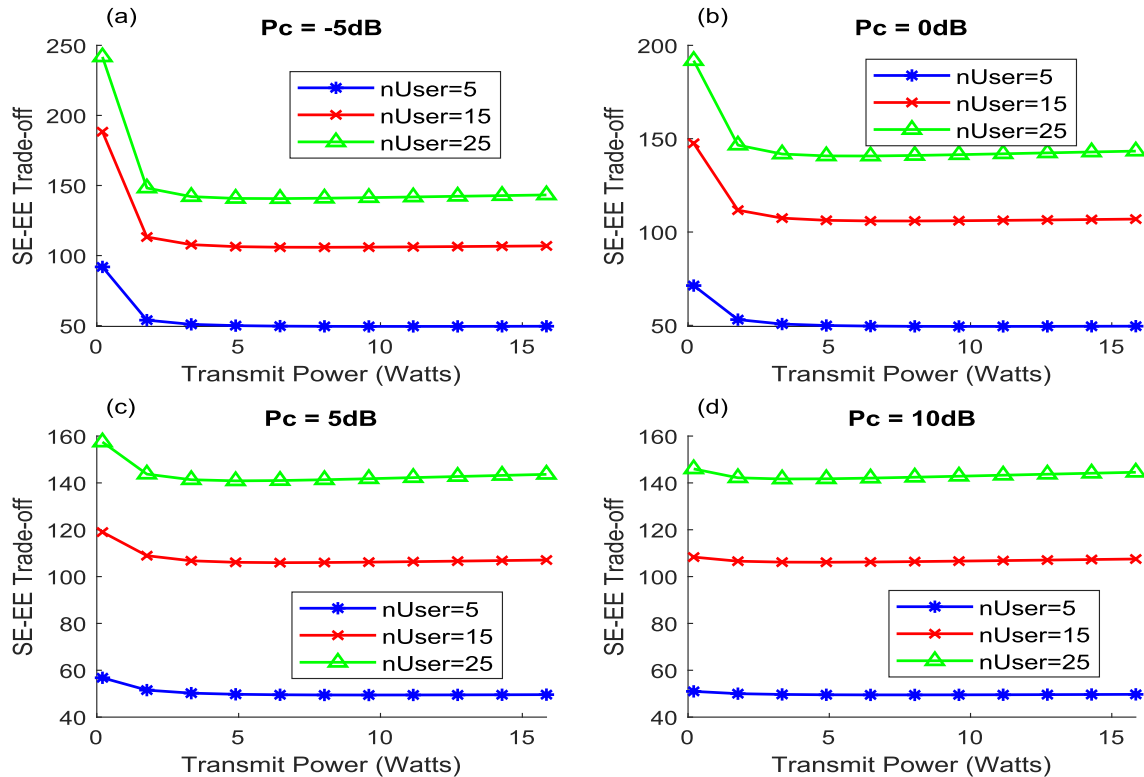 (a)
Pc = -5dB
SE-EE Trade-off
250
200
150
100
50
nUser=5
nUser=15
nUser=25
0 5 10 15
Transmit Power (Watts)
(b)
Pc = 0dB
SE-EE Trade-off
200
150
100
50
nUser=5
nUser=15
nUser=25
0 5 10 15
Transmit Power (Watts)
(c)
Pc = 5dB
SE-EE Trade-off
160
140
120
100
80
60
40
nUser=5
nUser=15
nUser=25
0 5 10 15
Transmit Power (Watts)
(d)
Pc = 10dB
SE-EE Trade-off
160
140
120
100
80
60
40
nUser=5
nUser=15
nUser=25
0 5 10 15
Transmit Power (Watts)